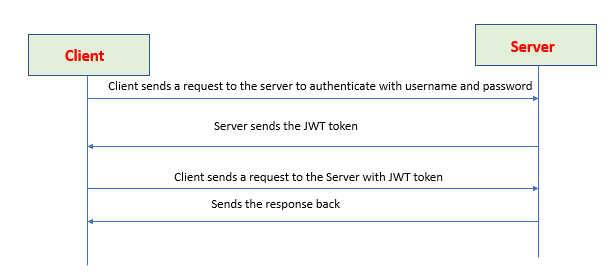 Client
Server
Client sends a request to the server to authenticate with username and password
Server sends the JWT token
Client sends a request to the Server with JWT token
Sends the response back